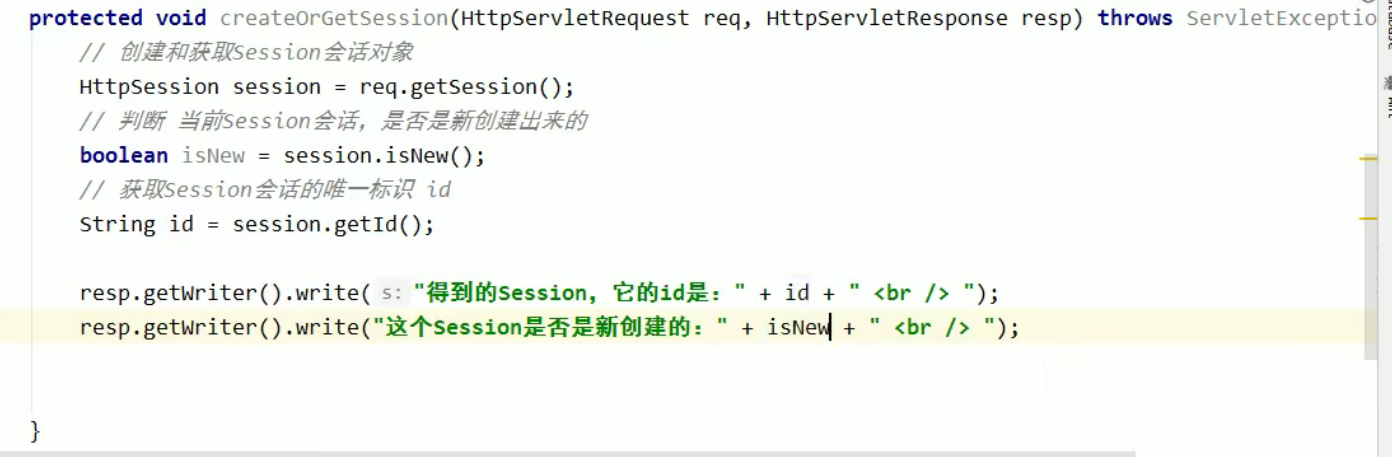 protected void createOrGetSession(HttpServletRequest req, HttpServletResponse resp) throws ServletExceptio
// 创建和获取Session会话对象
HttpSession session = req.getSession();
// 判断 当前Session会话，是否是新创建出来的
boolean isNew = session.isNew();
// 获取Session会话的唯一标识 id
String id = session.getId();
resp.getWriter().write( s: "得到的Session，它的id是：" + id + " <br /> ");
resp.getWriter().write("这个Session是否是新创建的：" + isNew + " <br /> ");
}